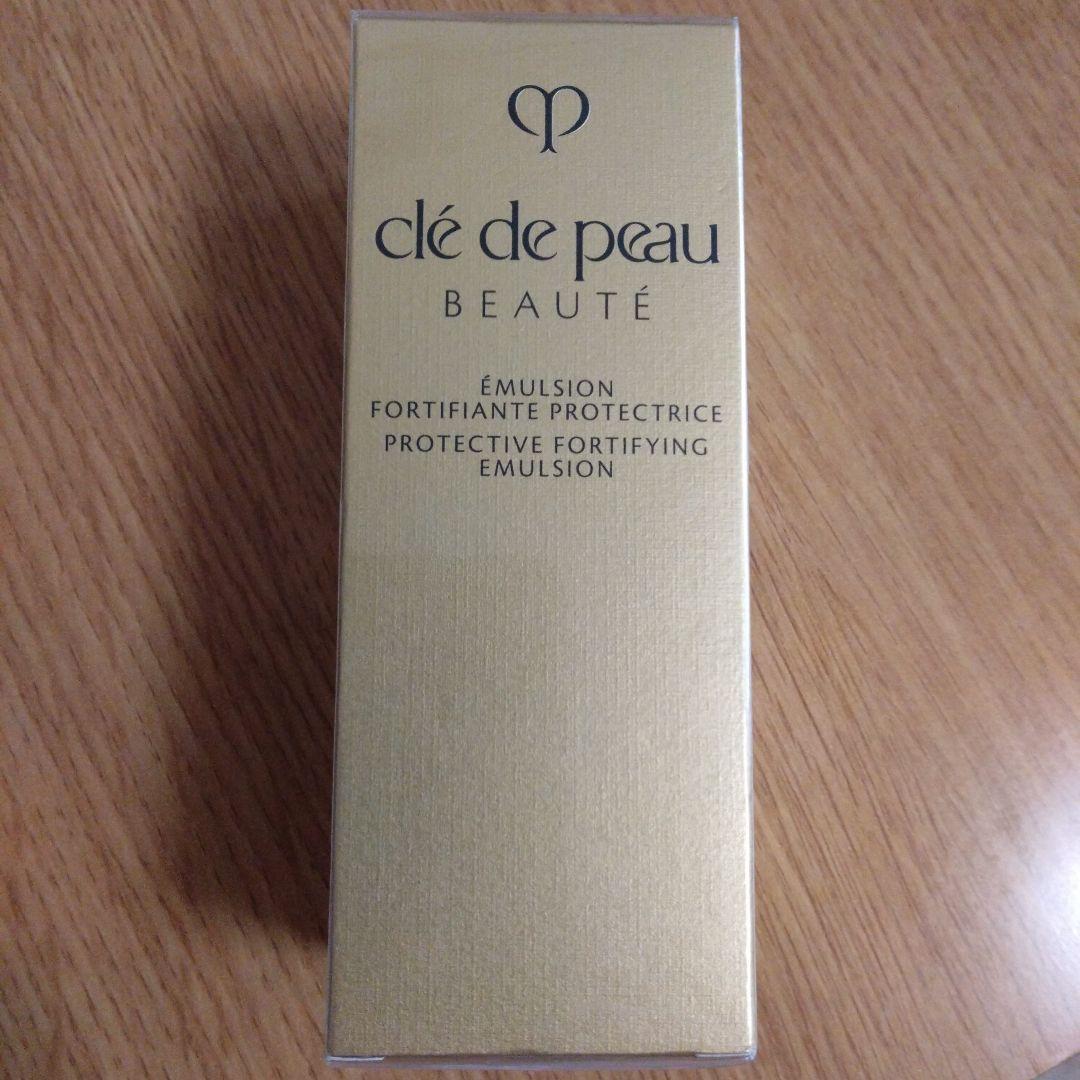 clé de peau
BEAUTÉ
ÉMULSION
FORTIFIANTE PROTECTRICE
PROTECTIVE FORTIFYING
EMULSION